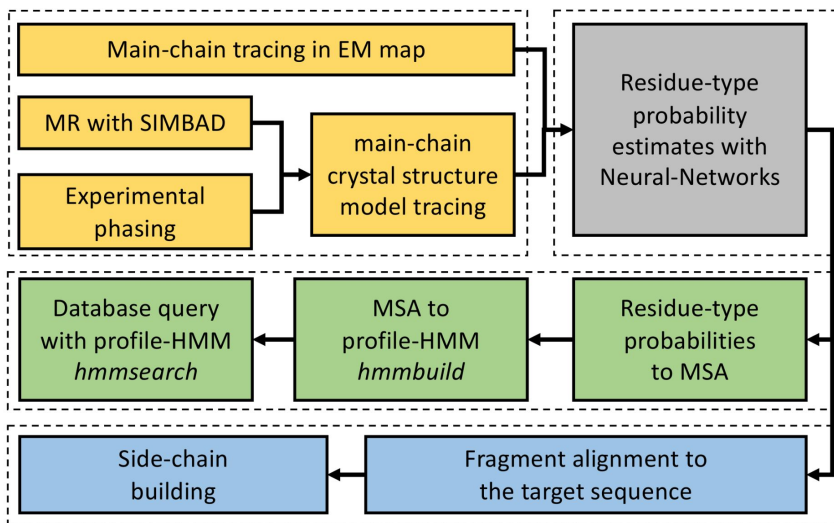 Main-chain tracing in EM map
MR with SIMBAD
Experimental
phasing
main-chain
crystal structure
model tracing
Residue-type
probability
estimates with
Neural-Networks
Database query
with profile-HMM
hmmsearch
MSA to
profile-HMM
hmmbuild
Residue-type
probabilities
to MSA
Side-chain
building
Fragment alignment to
the target sequence